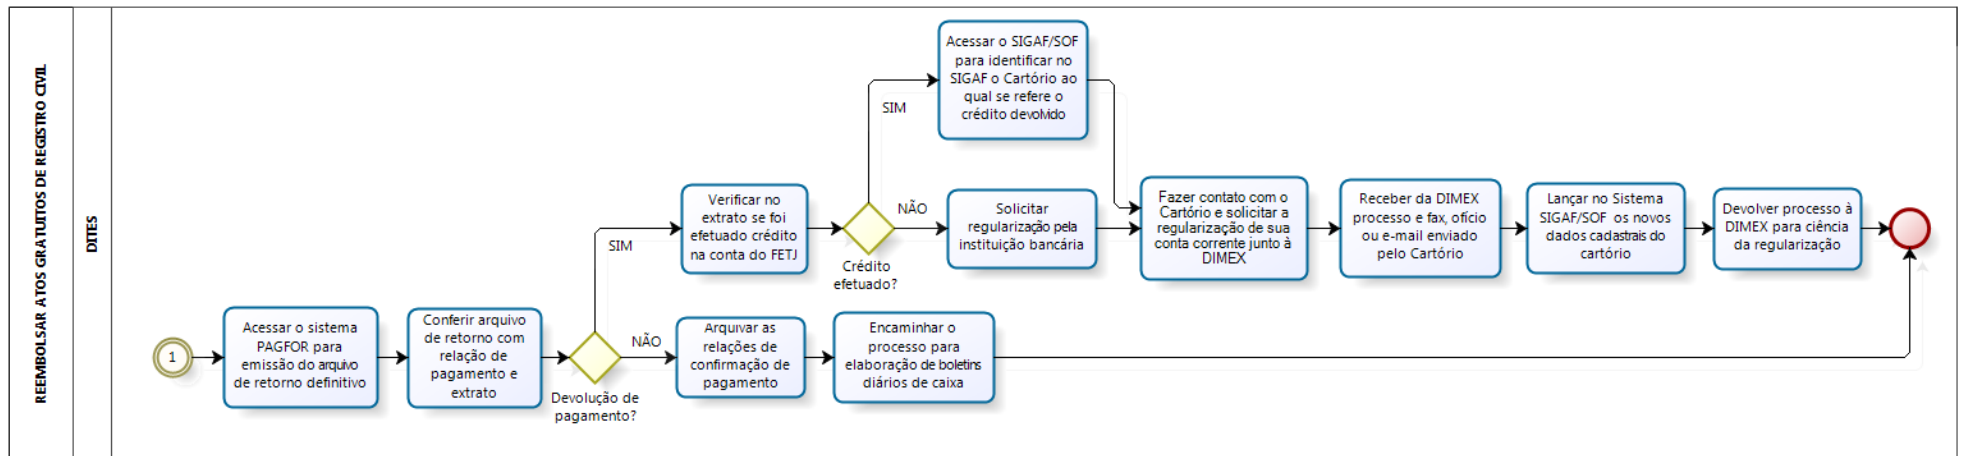 REEMBOLSAR ATOS GRATUITOS DE REGISTRO CIVIL
DITES
1
Acessar o sistema
PAGFOR para
emissão do arquivo
de retorno definitivo
Conferir arquivo
de retorno com
relação de
pagamento e
extrato
Devolução de
pagamento?
SIM
NÃO
Verificar no
extrato se foi
efetuado crédito
na conta do FETJ
Arquivar as
relações de
confirmação de
pagamento
Encaminhar o
processo para
elaboração de boletins
diários de caixa
Crédito
efetuado?
SIM
NÃO
Acessar o SIGAF/SOF
para identificar no
SIGAF o Cartório ao
qual se refere o
crédito devolvido
Solicitar
regularização pela
instituição bancária
Fazer contato com o
Cartório e solicitar a
regularização de sua
conta corrente junto à
DIMEX
Receber da DIMEX
processo e fax, ofício
ou e-mail enviado
pelo Cartório
Lançar no Sistema
SIGAF/SOF os novos
dados cadastrais do
cartório
Devolver processo à
DIMEX para ciência
da regularização